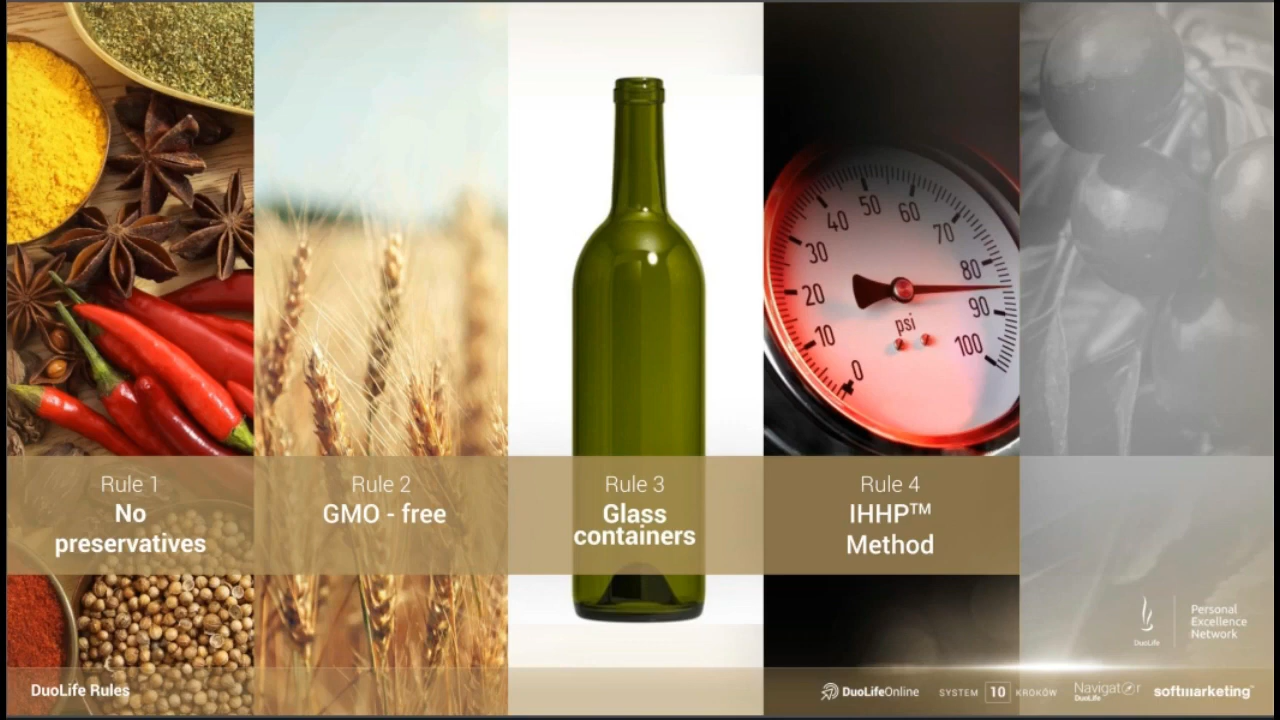 Rule 1
No
preservatives
Rule 2
GMO - free
Rule 3
Glass
containers
Rule 4
IHHP™
Method
0
10
20
30
40
50
60
70
80
90
100
psi
DuoLife
Personal
Excellence
Network
DuoLife Rules
DuoLifeOnline
SYSTEM 10 KROKÓW
Navigator
DuoLife
softmarketing™